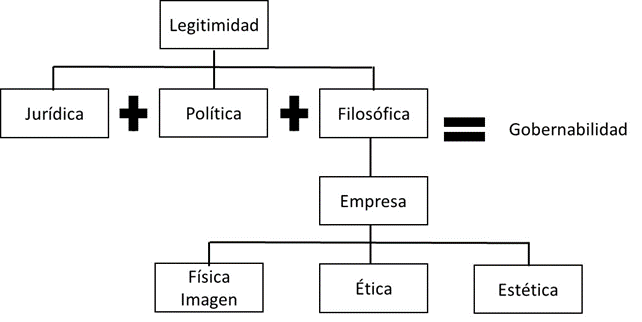 Legitimidad
Jurídica
Política
Filosófica
Gobernabilidad
Empresa
Física
Imagen
Ética
Estética